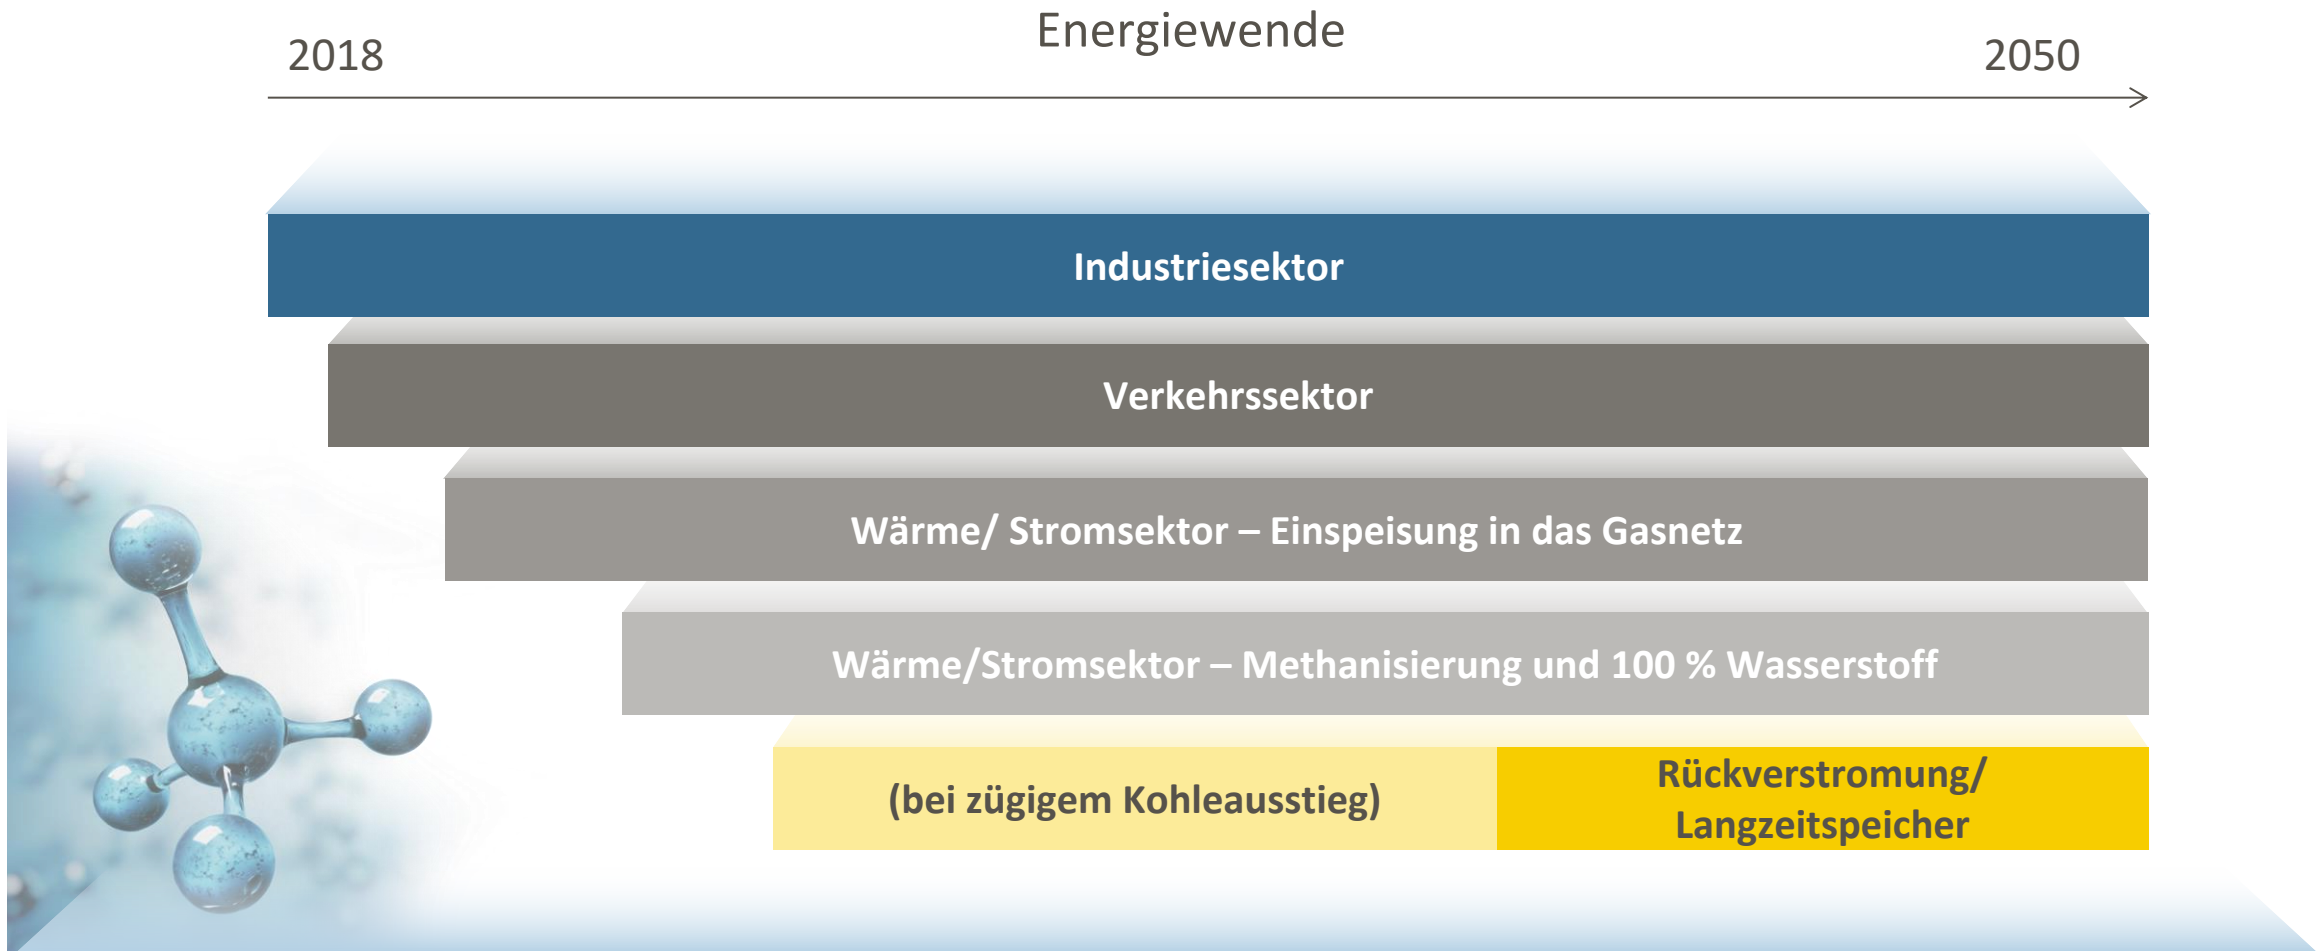 Energiewende
2018
2050
Industriesektor
Verkehrssektor
Wärme/ Stromsektor – Einspeisung in das Gasnetz
Wärme/Stromsektor – Methanisierung und 100 % Wasserstoff
(bei zügigem Kohleausstieg)
Rückverstromung/
Langzeitspeicher